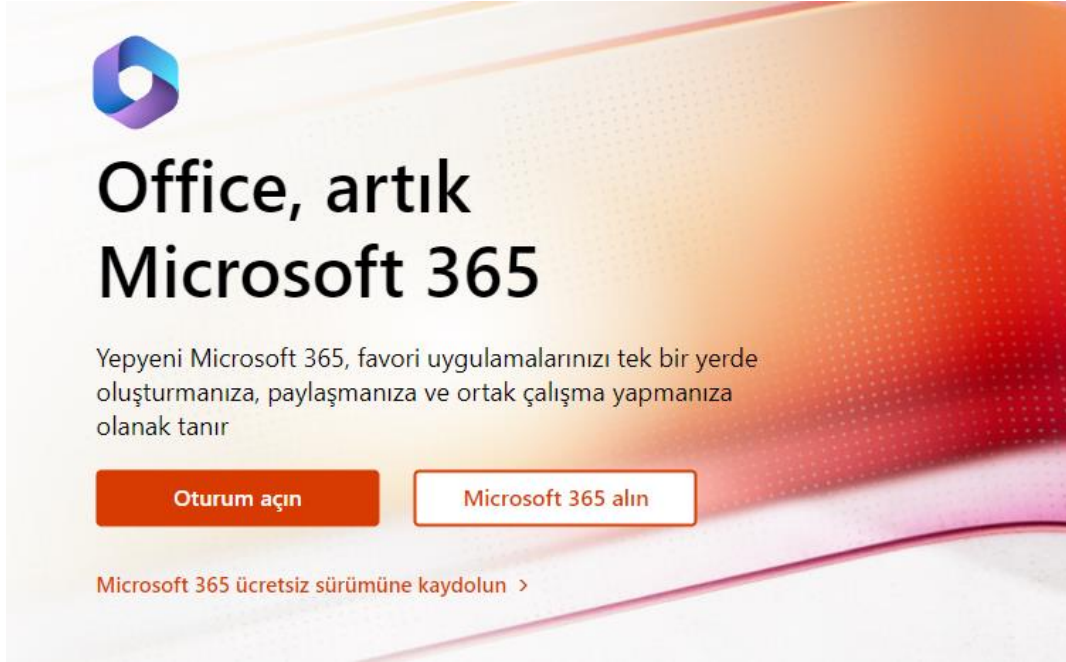 Office, artık
Microsoft 365
Yepyeni Microsoft 365, favori uygulamalarınızı tek bir yerde
oluşturmanıza, paylaşmanıza ve ortak çalışma yapmanıza
olanak tanır
Oturum açın
Microsoft 365 alın
Microsoft 365 ücretsiz sürümüne kaydolun >